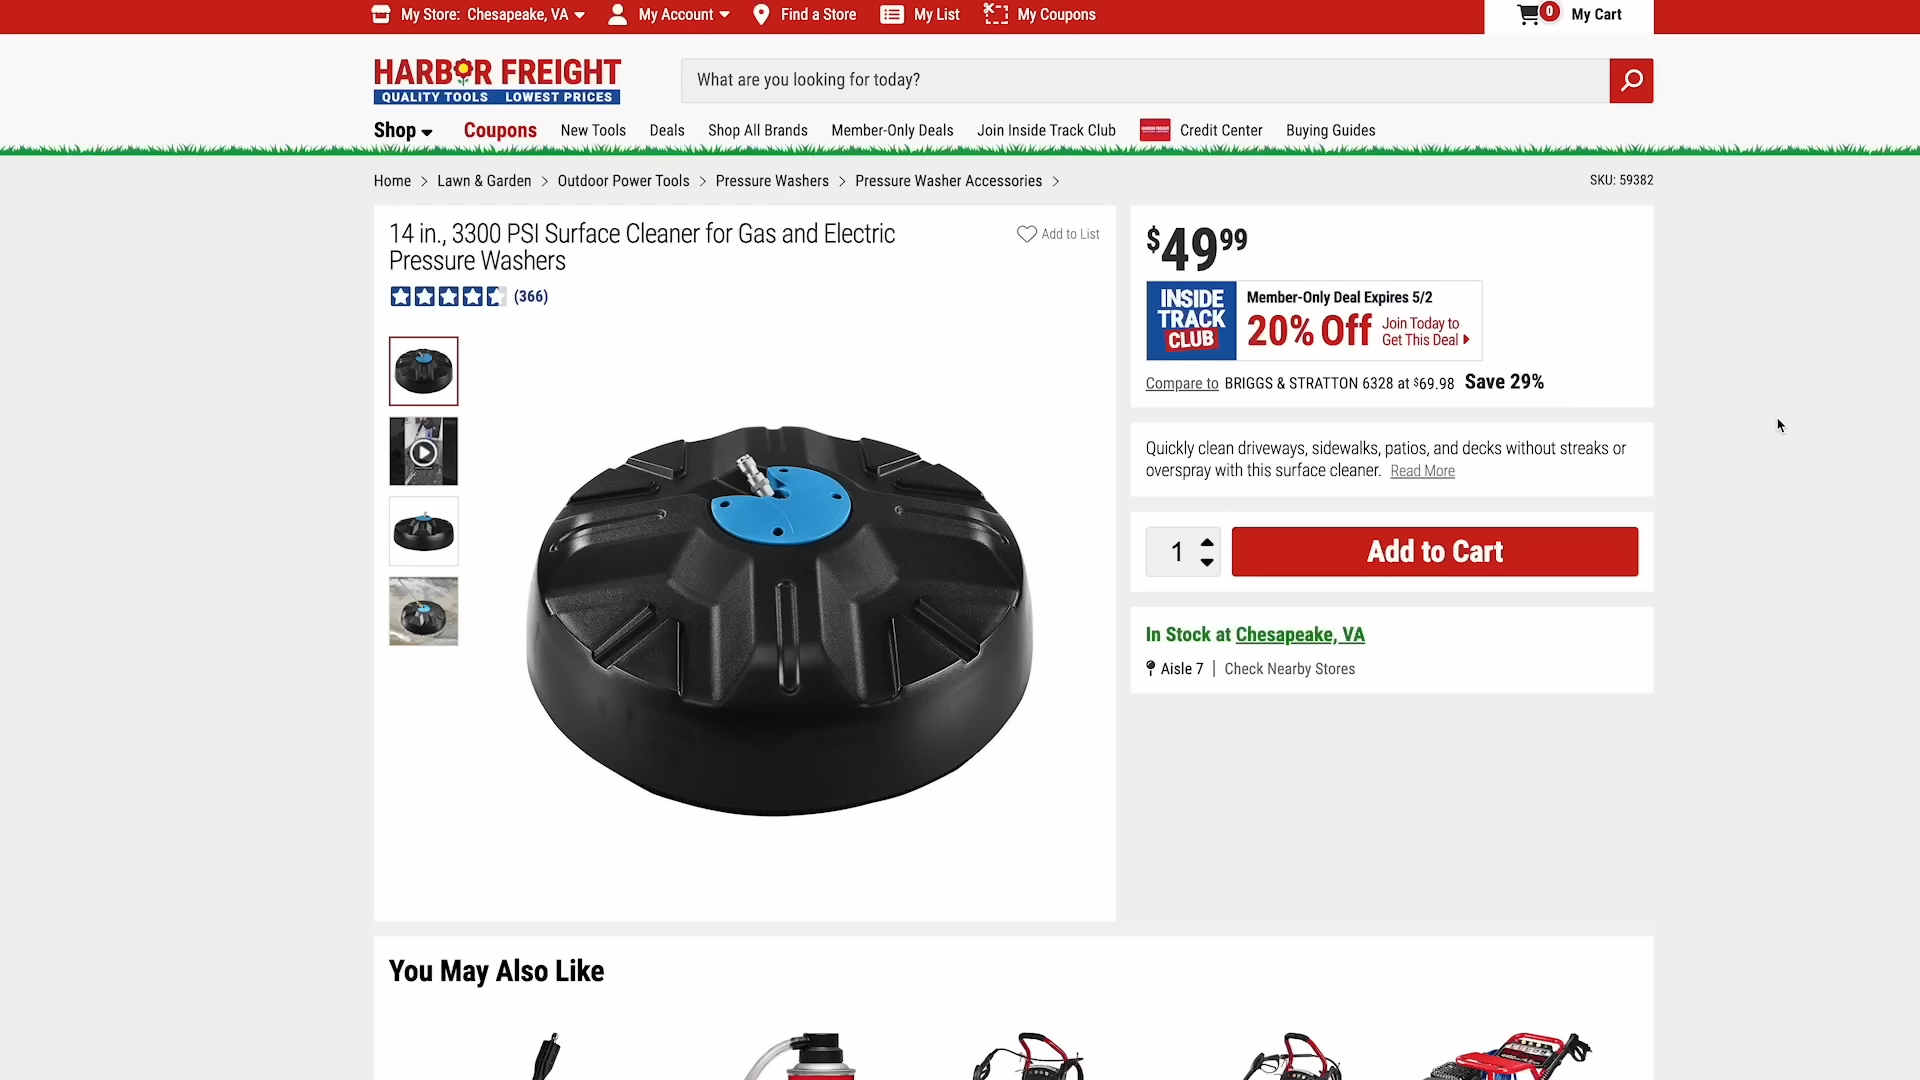 My Store: Chesapeake, VA
My Account
Find a Store
My List
My Coupons
0
My Cart
HARBOR FREIGHT
QUALITY TOOLS LOWEST PRICES
What are you looking for today?
Shop
Coupons
New Tools
Deals
Shop All Brands
Member-Only Deals
Join Inside Track Club
Credit Center
Buying Guides
Home > Lawn & Garden > Outdoor Power Tools > Pressure Washers > Pressure Washer Accessories >
SKU: 59382
14 in., 3300 PSI Surface Cleaner for Gas and Electric
Pressure Washers
Add to List
(366)
$49.99
INSIDE
TRACK
CLUB
Member-Only Deal Expires 5/2
20% Off
Join Today to
Get This Deal
Compare to BRIGGS & STRATTON 6328 at $69.98 Save 29%
Quickly clean driveways, sidewalks, patios, and decks without streaks or
overspray with this surface cleaner. Read More
1
Add to Cart
In Stock at Chesapeake, VA
Aisle 7 | Check Nearby Stores
You May Also Like